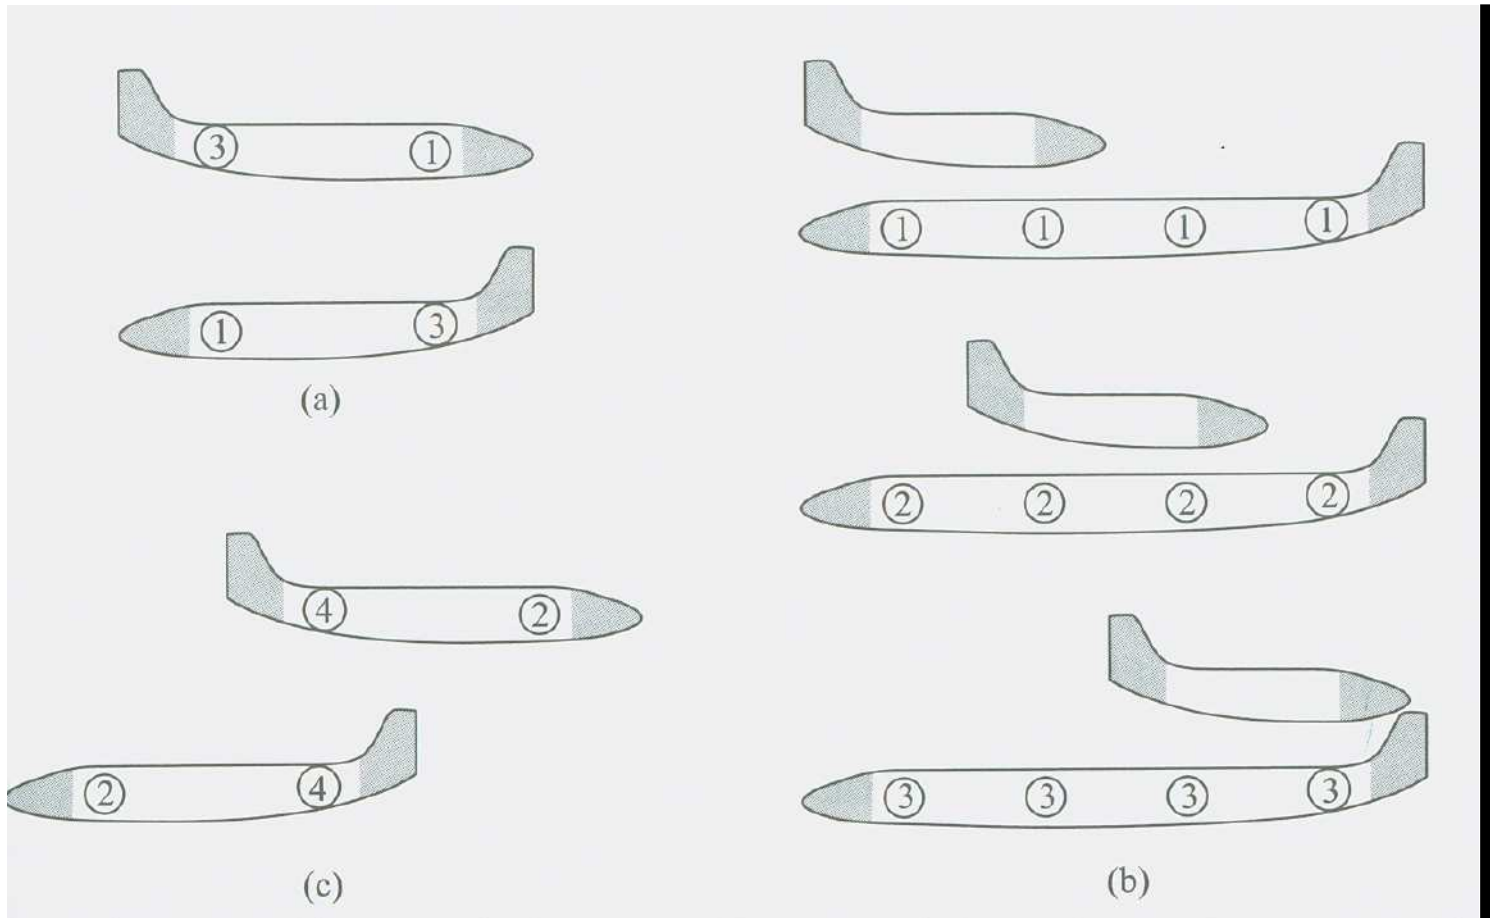 ③ ①
① ③
(a)
① ① ① ①
② ② ② ②
③ ③ ③ ③
(b)
④ ②
② ④
(c)